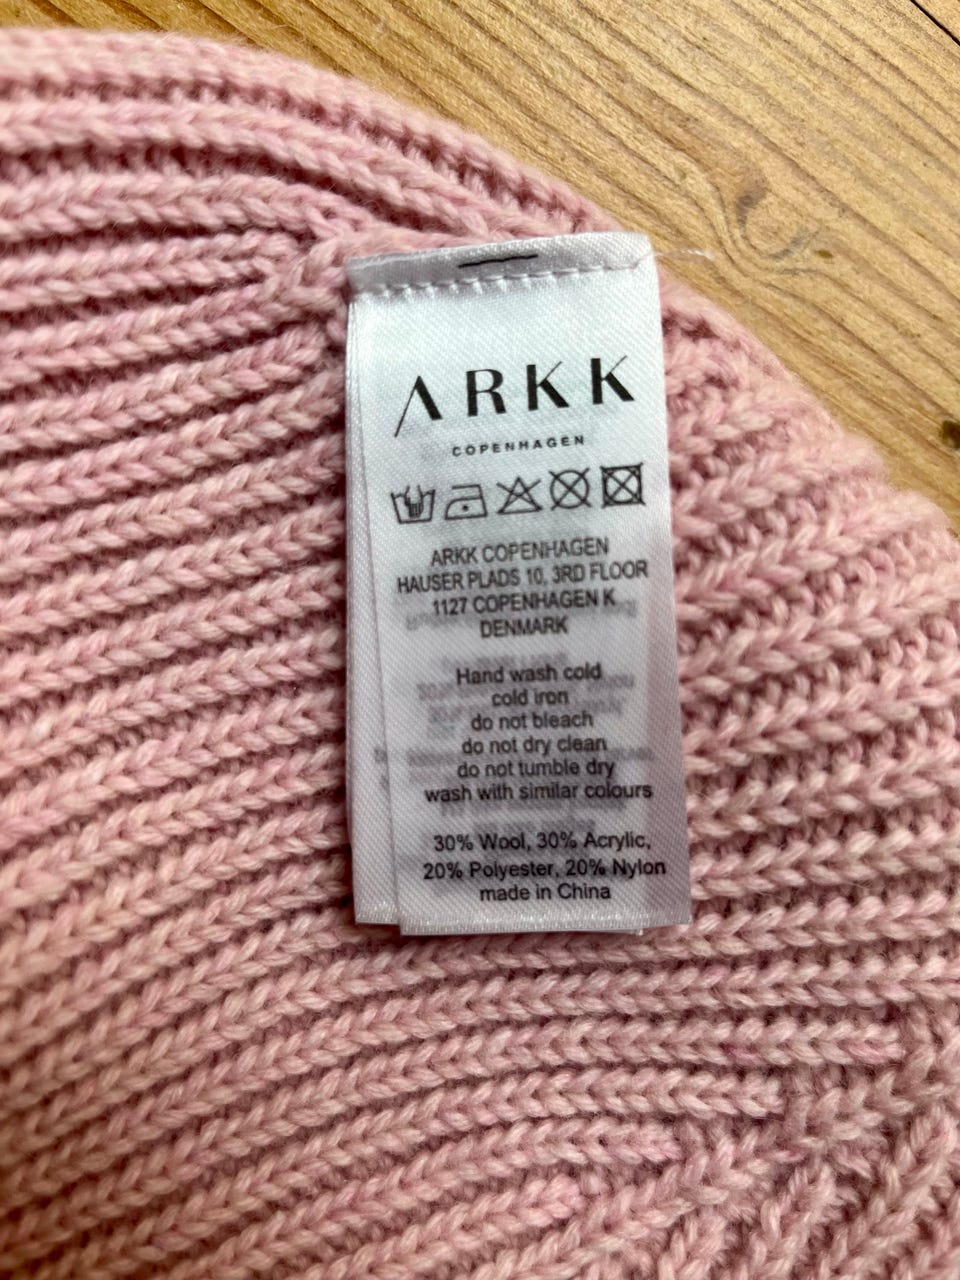 ARKK
COPENHAGEN
ARKK COPENHAGEN
HAUSER PLADS 10, 3RD FLOOR
1127 COPENHAGEN K
DENMARK
Hand wash cold
cold iron
do not bleach
do not dry clean
do not tumble dry
wash with similar colours
30% Wool, 30% Acrylic,
20% Polyester, 20% Nylon
made in China